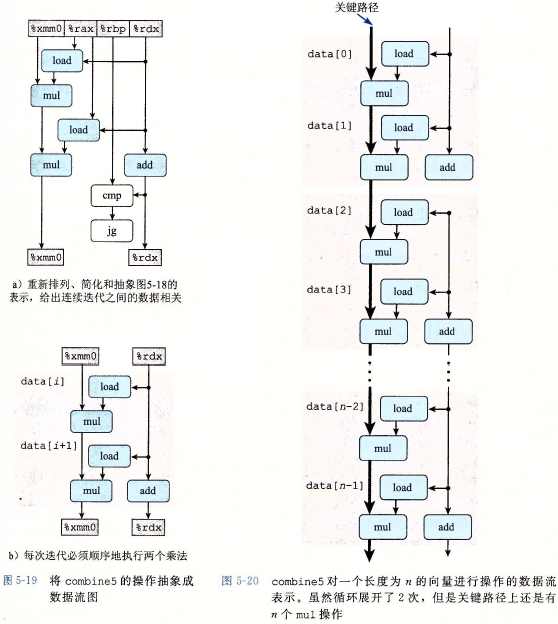 %xmm0 %rax %rbp %rdx
load
mul
load
mul
add
cmp
jg
%xmm0 %rdx
a）重新排列、简化和抽象图5-18的
表示，给出连续迭代之间的数据相关
%xmm0 %rdx
data[i]
load
mul
data[i+1]
load
mul
add
%xmm0 %rdx
b）每次迭代必须顺序地执行两个乘法
图 5-19 将 combine5 的操作抽象成
数据流图
关键路径
data[0]
load
mul
data[1]
load
mul
add
data[2]
load
mul
data[3]
load
mul
add
data[n-2]
load
mul
data[n-1]
load
mul
add
图 5-20 combine5 对一个长度为 n 的向量进行操作的数据流
表示。虽然循环展开了 2 次，但是关键路径上还是有
n 个 mul 操作